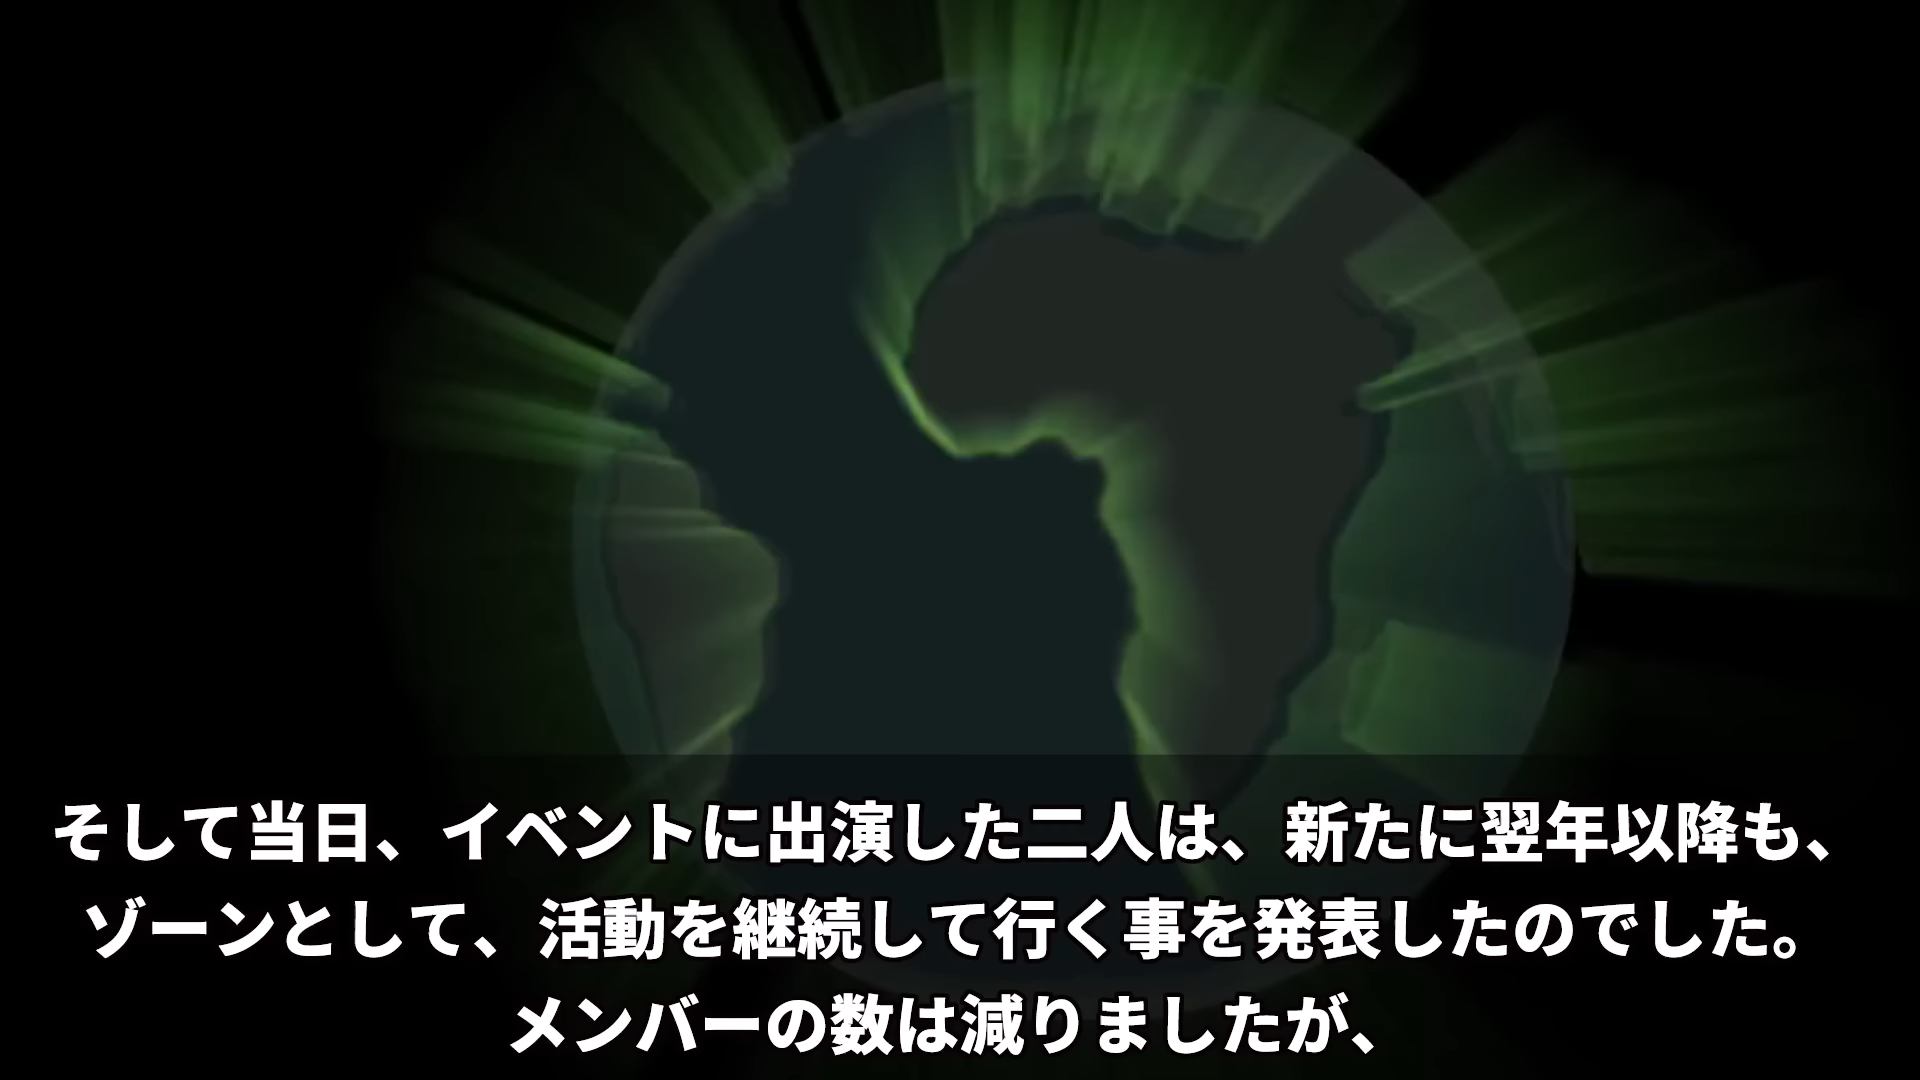 そして当日、イベントに出演した二人は、新たに翌年以降も、
ゾーンとして、活動を継続して行く事を発表したのでした。
メンバーの数は減りましたが、